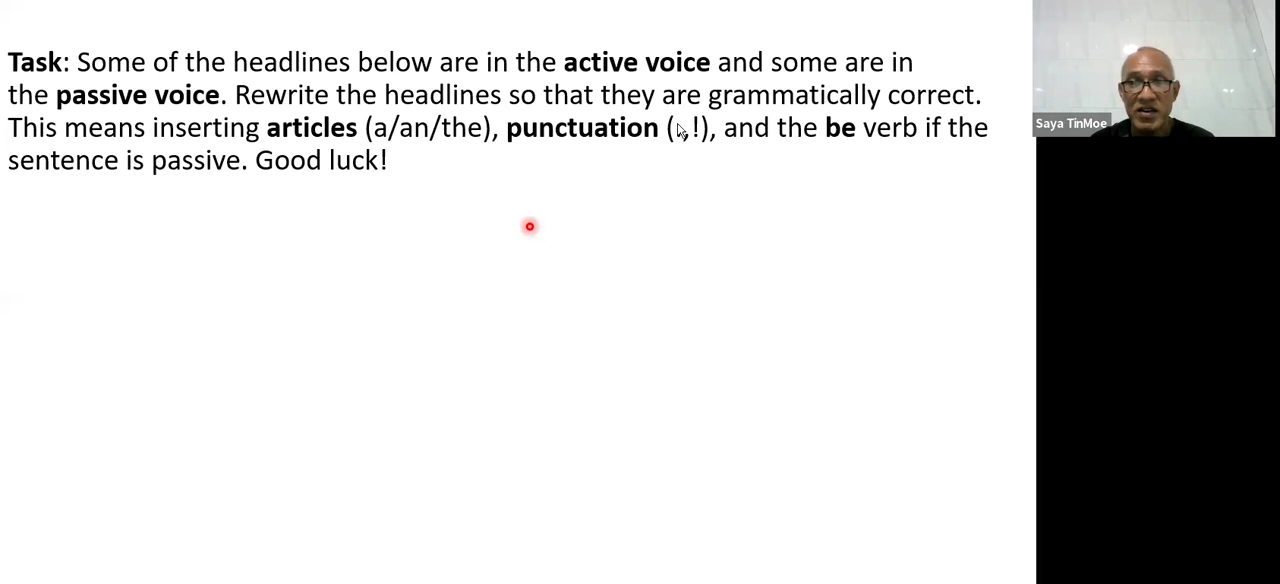 Task: Some of the headlines below are in the active voice and some are in
the passive voice. Rewrite the headlines so that they are grammatically correct.
This means inserting articles (a/an/the), punctuation ( !), and the be verb if the
sentence is passive. Good luck!
Saya TinMoe